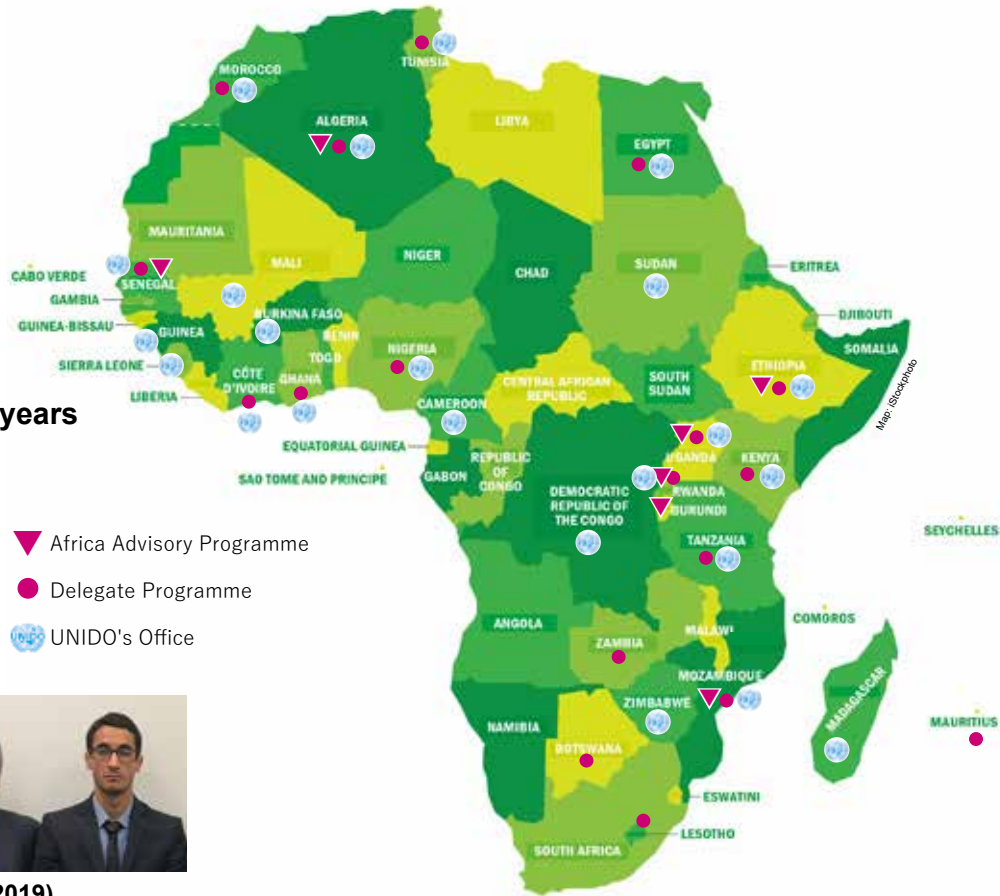 MOROCCO
TUNISIA
ALGERIA
LIBYA
EGYPT
MAURITANIA
MALI
NIGER
CHAD
SUDAN
ERITREA
CABO VERDE
SENEGAL
GAMBIA
GUINEA-BISSAU
GUINEA
BURKINA FASO
DJIBOUTI
SOMALIA
SIERRA LEONE
LIBERIA
CÔTE
D'IVOIRE
GHANA
TOGO
BENIN
NIGERIA
CAMEROON
CENTRAL AFRICAN
REPUBLIC
SOUTH
SUDAN
ETHIOPIA
Map: iStockphoto
years
EQUATORIAL GUINEA
SAO TOME AND PRINCIPE
GABON
REPUBLIC
OF
CONGO
DEMOCRATIC
REPUBLIC OF
THE CONGO
UGANDA
KENYA
RWANDA
BURUNDI
TANZANIA
SEYCHELLES
Africa Advisory Programme
Delegate Programme
UNIDO UNIDO's Office
ANGOLA
ZAMBIA
MALAWI
COMOROS
MOZAMBIQUE
ZIMBABWE
MADAGASCAR
MAURITIUS
NAMIBIA
BOTSWANA
ESWATINI
LESOTHO
SOUTH AFRICA
2019)